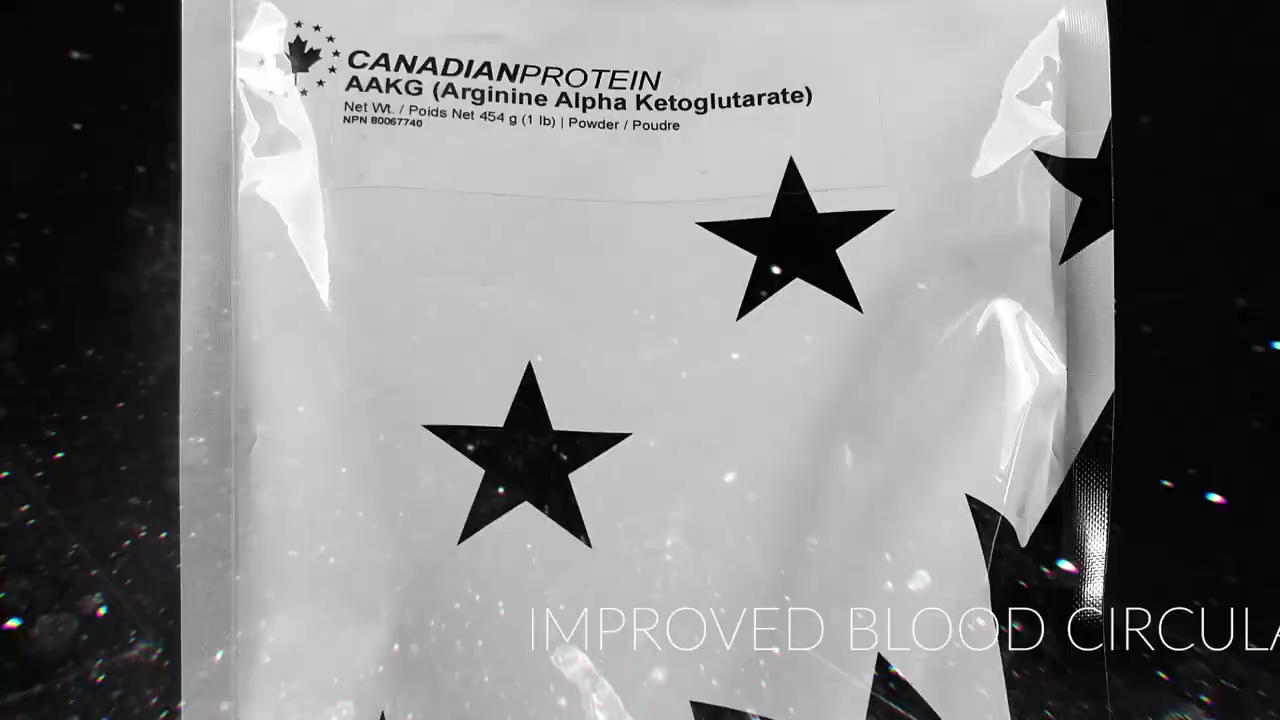 CANADIANPROTEIN
AAKG (Arginine Alpha Ketoglutarate)
Net Wt. / Poids Net 454 g (1 lb) | Powder / Poudre
NPN 80067740
IMPROVED BLOOD CIRCULA